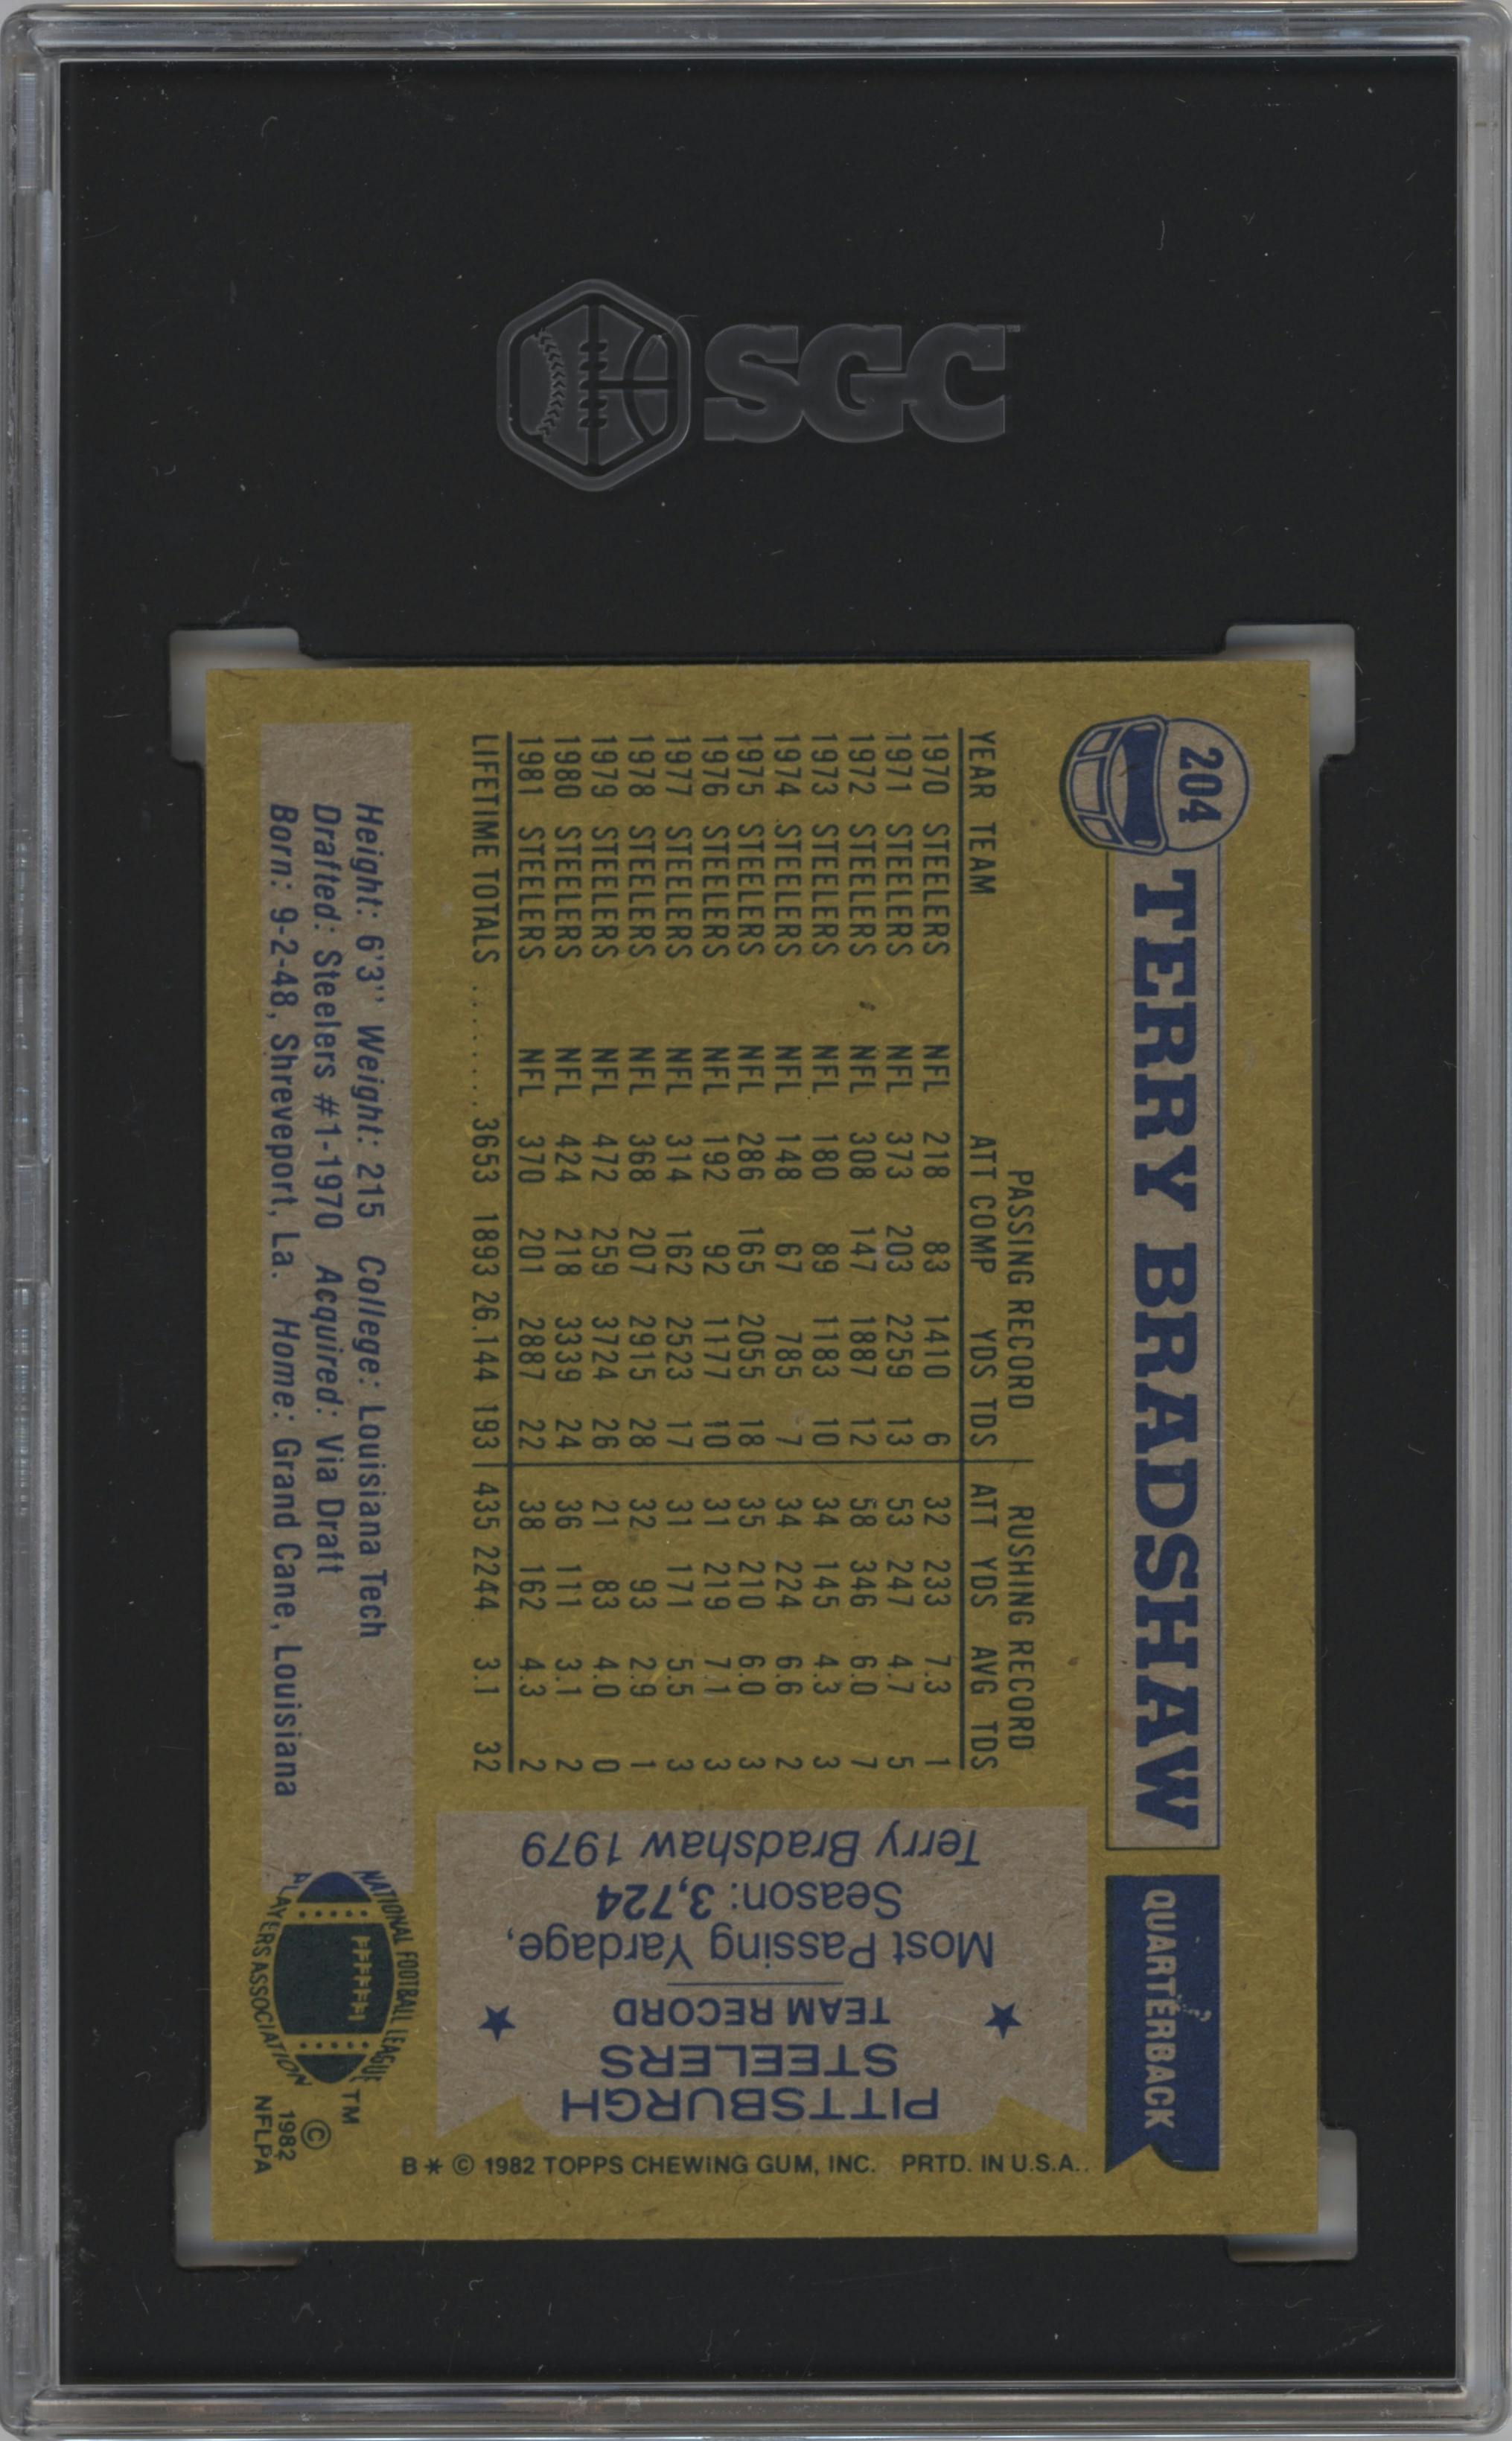 SGC
204 TERRY BRADSHAW QUARTERBACK
PASSING RECORD RUSHING RECORD
YEAR TEAM ATT COMP YDS TDS ATT YDS AVG TDS
1970 STEELERS NFL 218 83 1410 6 32 233 7.3 1
1971 STEELERS NFL 373 203 2259 13 53 247 4.7 5
1972 STEELERS NFL 308 147 1887 12 58 346 6.0 7
1973 STEELERS NFL 180 89 1183 10 34 145 4.3 3
1974 STEELERS NFL 148 67 785 7 34 224 6.6 2
1975 STEELERS NFL 286 165 2055 18 35 210 6.0 3
1976 STEELERS NFL 192 92 1177 10 31 219 7.1 3
1977 STEELERS NFL 314 162 2523 17 31 171 5.5 3
1978 STEELERS NFL 368 207 2915 28 32 93 2.9 1
1979 STEELERS NFL 472 259 3724 26 21 83 4.0 0
1980 STEELERS NFL 424 218 3339 24 36 111 3.1 2
1981 STEELERS NFL 370 201 2887 22 38 162 4.3 2
LIFETIME TOTALS ........ 3653 1893 26.144 193 435 2244 3.1 32
Height: 6'3'' Weight: 215 College: Louisiana Tech
Drafted: Steelers #1-1970 Acquired: Via Draft
Born: 9-2-48, Shreveport, La. Home: Grand Cane, Louisiana
PITTSBURGH
STEELERS
TEAM RECORD
Most Passing Yardage,
Season: 3,724
Terry Bradshaw 1979
NATIONAL FOOTBALL LEAGUE
PLAYERS ASSOCIATION
TM
©
1982
NFLPA
B * © 1982 TOPPS CHEWING GUM, INC. PRTD. IN U.S.A..